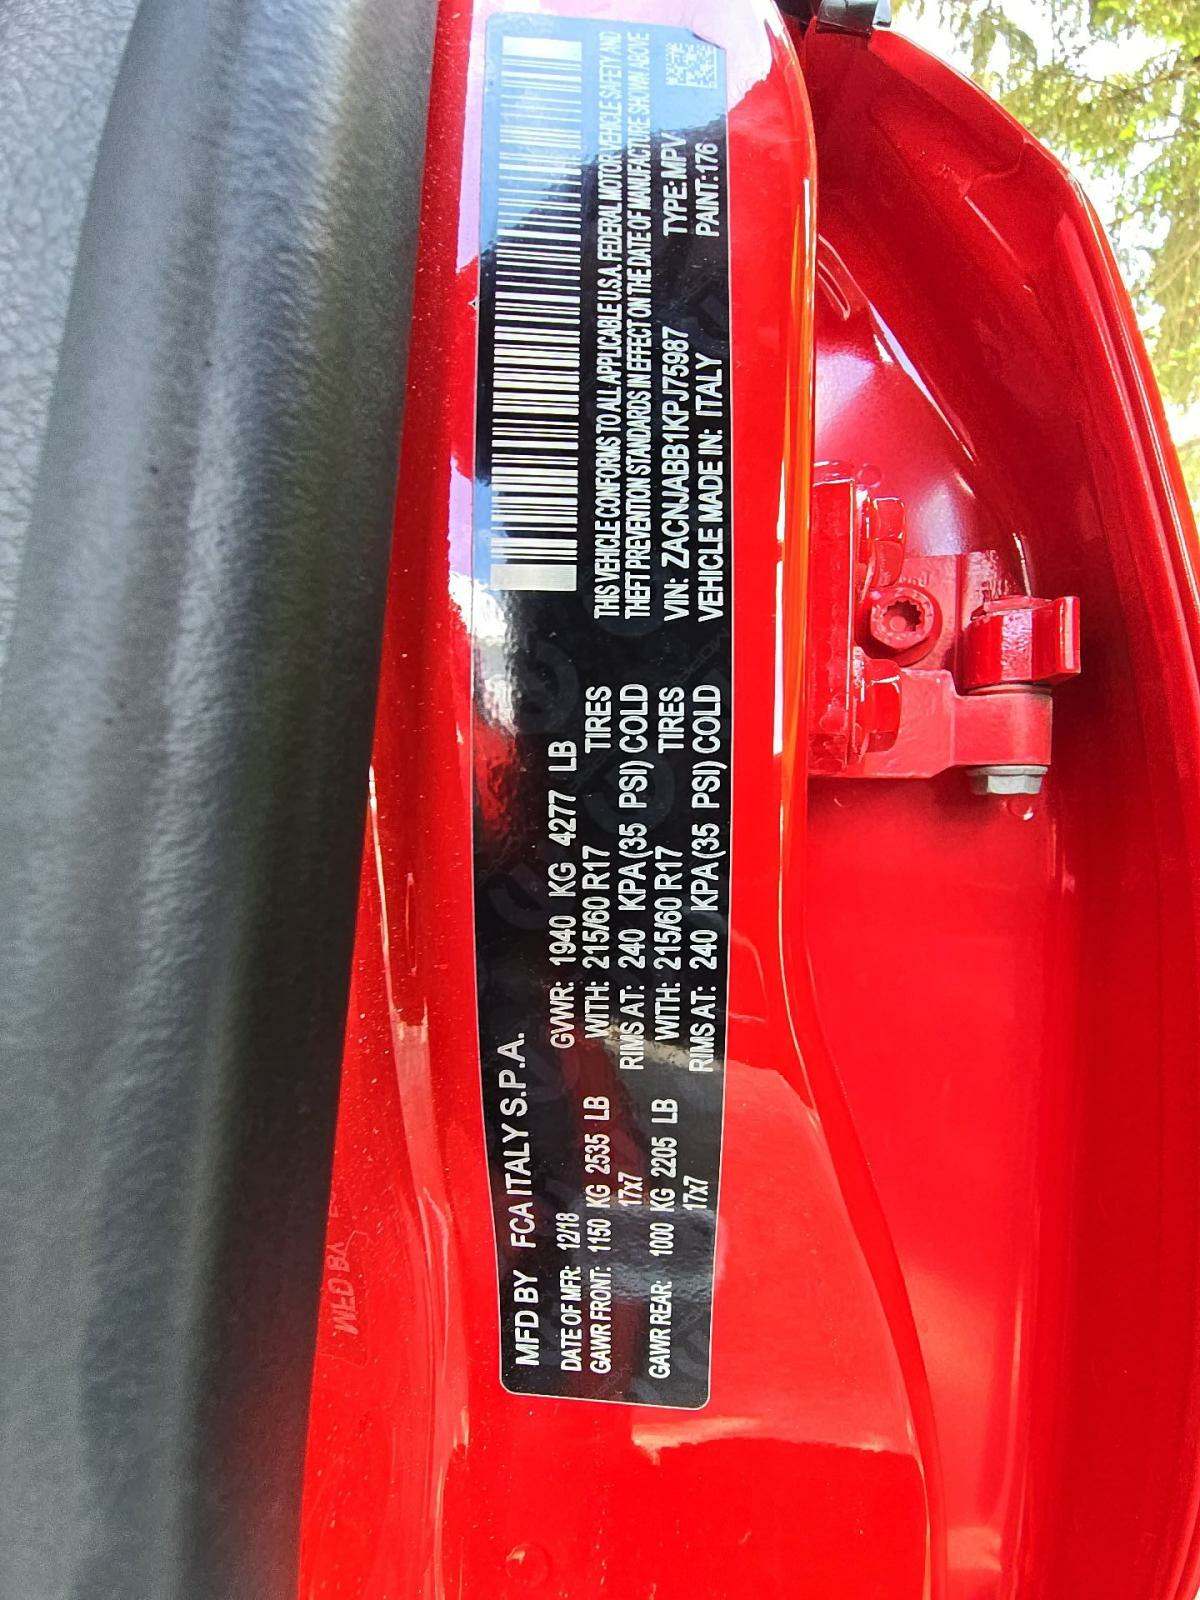 MFD BY FCA ITALY S.P.A.
DATE OF MFR: 12/18 GVWR: 1940 KG 4277 LB
GAWR FRONT: 1150 KG 2535 LB WITH: 215/60 R17 TIRES
17x7 RIMS AT: 240 KPA(35 PSI) COLD
GAWR REAR: 1000 KG 2205 LB WITH: 215/60 R17 TIRES
17x7 RIMS AT: 240 KPA(35 PSI) COLD
THIS VEHICLE CONFORMS TO ALL APPLICABLE U.S.A. FEDERAL MOTOR VEHICLE SAFETY AND
THEFT PREVENTION STANDARDS IN EFFECT ON THE DATE OF MANUFACTURE SHOWN ABOVE
VIN: ZACNJABB1KPJ75987 TYPE: MPV
VEHICLE MADE IN: ITALY PAINT:176